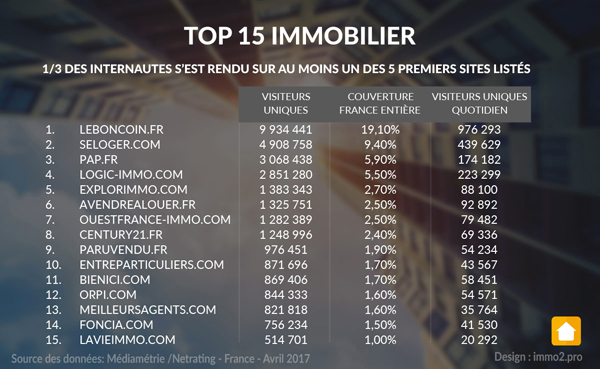 TOP 15 IMMOBILIER
1/3 DES INTERNAUTES S'EST RENDU SUR AU MOINS UN DES 5 PREMIERS SITES LISTÉS
VISITEURS UNIQUES COUVERTURE FRANCE ENTIÈRE VISITEURS UNIQUES QUOTIDIEN
1. LEBONCOIN.FR 9 934 441 19,10% 976 293
2. SELOGER.COM 4 908 758 9,40% 439 629
3. PAP.FR 3 068 438 5,90% 174 182
4. LOGIC-IMMO.COM 2 851 280 5,50% 223 299
5. EXPLORIMMO.COM 1 383 343 2,70% 88 100
6. AVENDREALOUER.FR 1 325 751 2,50% 92 892
7. OUESTFRANCE-IMMO.COM 1 282 389 2,50% 79 482
8. CENTURY21.FR 1 248 996 2,40% 69 336
9. PARUVENDU.FR 976 451 1,90% 54 234
10. ENTREPARTICULIERS.COM 871 696 1,70% 43 567
11. BIENICI.COM 869 406 1,70% 58 451
12. ORPI.COM 844 333 1,60% 54 571
13. MEILLEURSAGENTS.COM 821 818 1,60% 35 764
14. FONCIA.COM 756 234 1,50% 41 530
15. LAVIEIMMO.COM 514 701 1,00% 20 292
Source des données: Médiamétrie /Netrating - France - Avril 2017
Design : immo2.pro